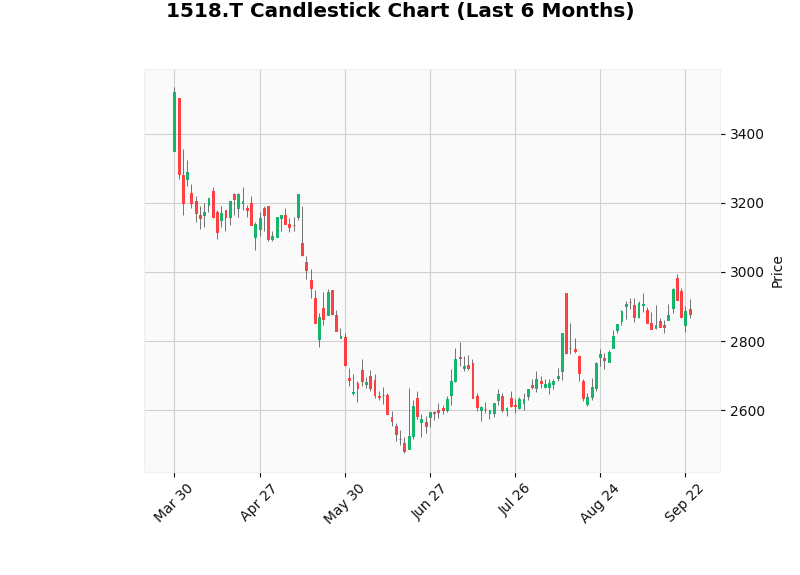 1518.T Candlestick Chart (Last 6 Months)
3400
3200
3000
2800
2600
Price
Mar 30
Apr 27
May 30
Jun 27
Jul 26
Aug 24
Sep 22